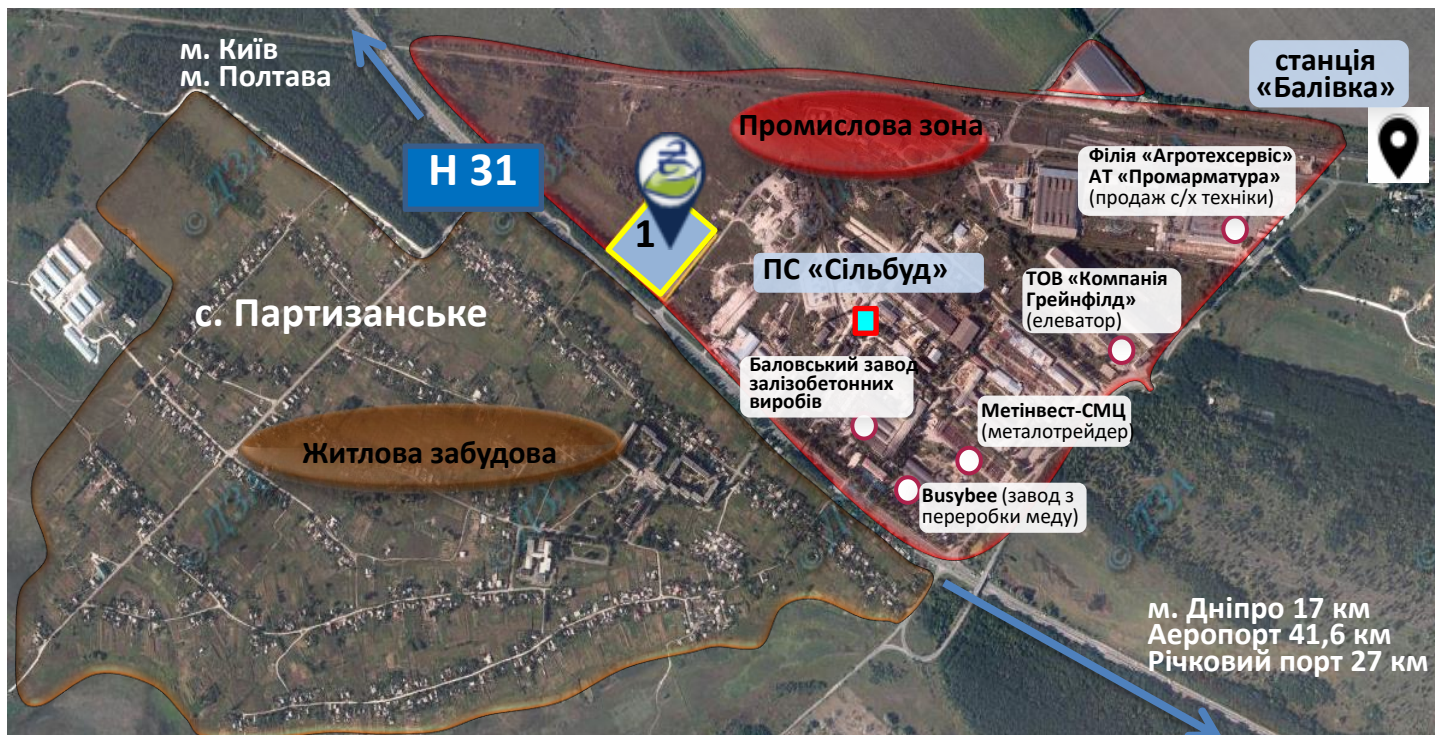 м. Київ
м. Полтава
станція
«Балівка»
Промислова зона
Н 31
Філія «Агротехсервіс»
АТ «Промарматура»
(продаж с/х техніки)
1
ПС «Сільбуд»
ТОВ «Компанія
Грейнфілд»
(елеватор)
с. Партизанське
Баловський завод
залізобетонних
виробів
Метінвест-СМЦ
(металотрейдер)
Житлова забудова
Busybee (завод з
переробки меду)
м. Дніпро 17 км
Аеропорт 41,6 км
Річковий порт 27 км